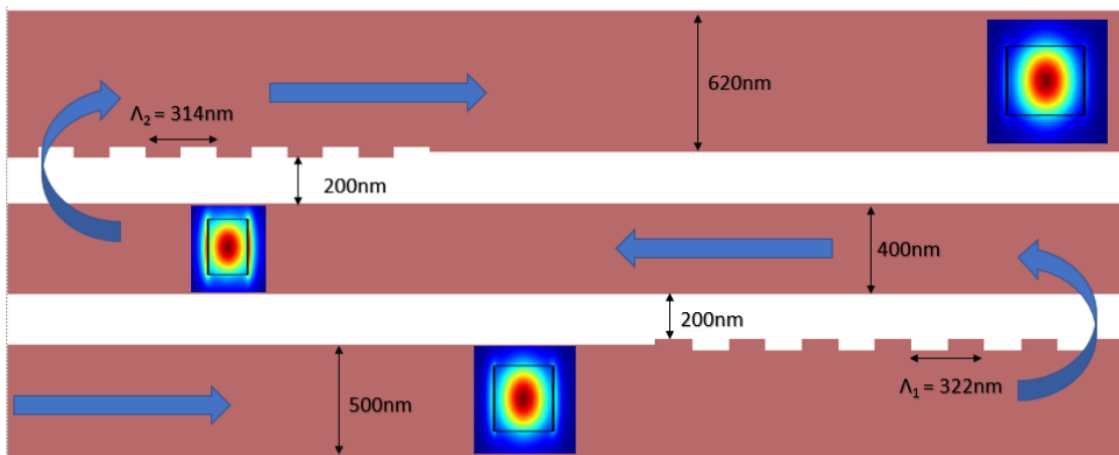 620nm
Λ₂ = 314nm
200nm
400nm
200nm
Λ₁ = 322nm
500nm